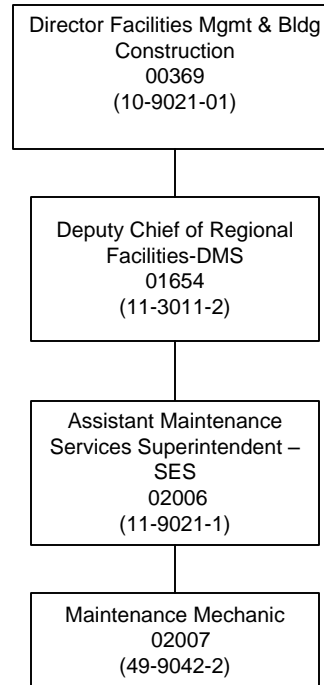 Director Facilities Mgmt & Bldg
Construction
00369
(10-9021-01)
Deputy Chief of Regional
Facilities-DMS
01654
(11-3011-2)
Assistant Maintenance
Services Superintendent –
SES
02006
(11-9021-1)
Maintenance Mechanic
02007
(49-9042-2)